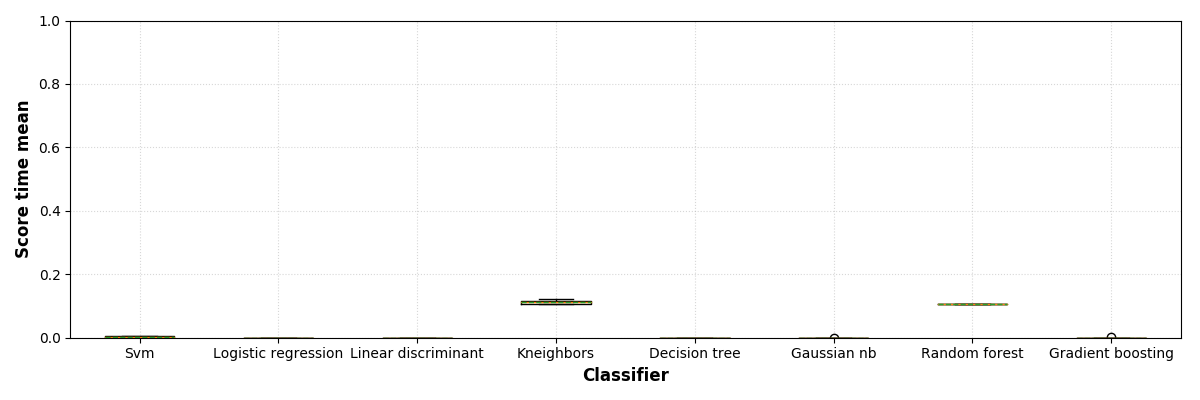 1.0
0.8
0.6
0.4
0.2
0.0
Score time mean
Svm Logistic regression Linear discriminant Kneighbors Decision tree Gaussian nb Random forest Gradient boosting
Classifier